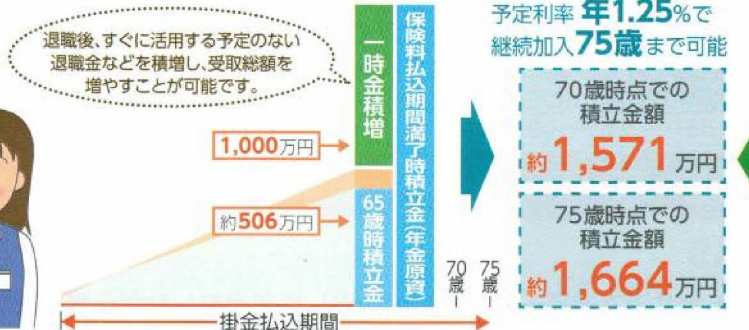 退職後、すぐに活用する予定のない
退職金などを積増し、受取総額を
増やすことが可能です。
1,000万円
約506万円
一時金積増
65歳時積立金
保険料払込期間満了時積立金(年金原資)
70歳
75歳
掛金払込期間
予定利率 年1.25%で
継続加入75歳まで可能
70歳時点での
積立金額
約1,571万円
75歳時点での
積立金額
約1,664万円